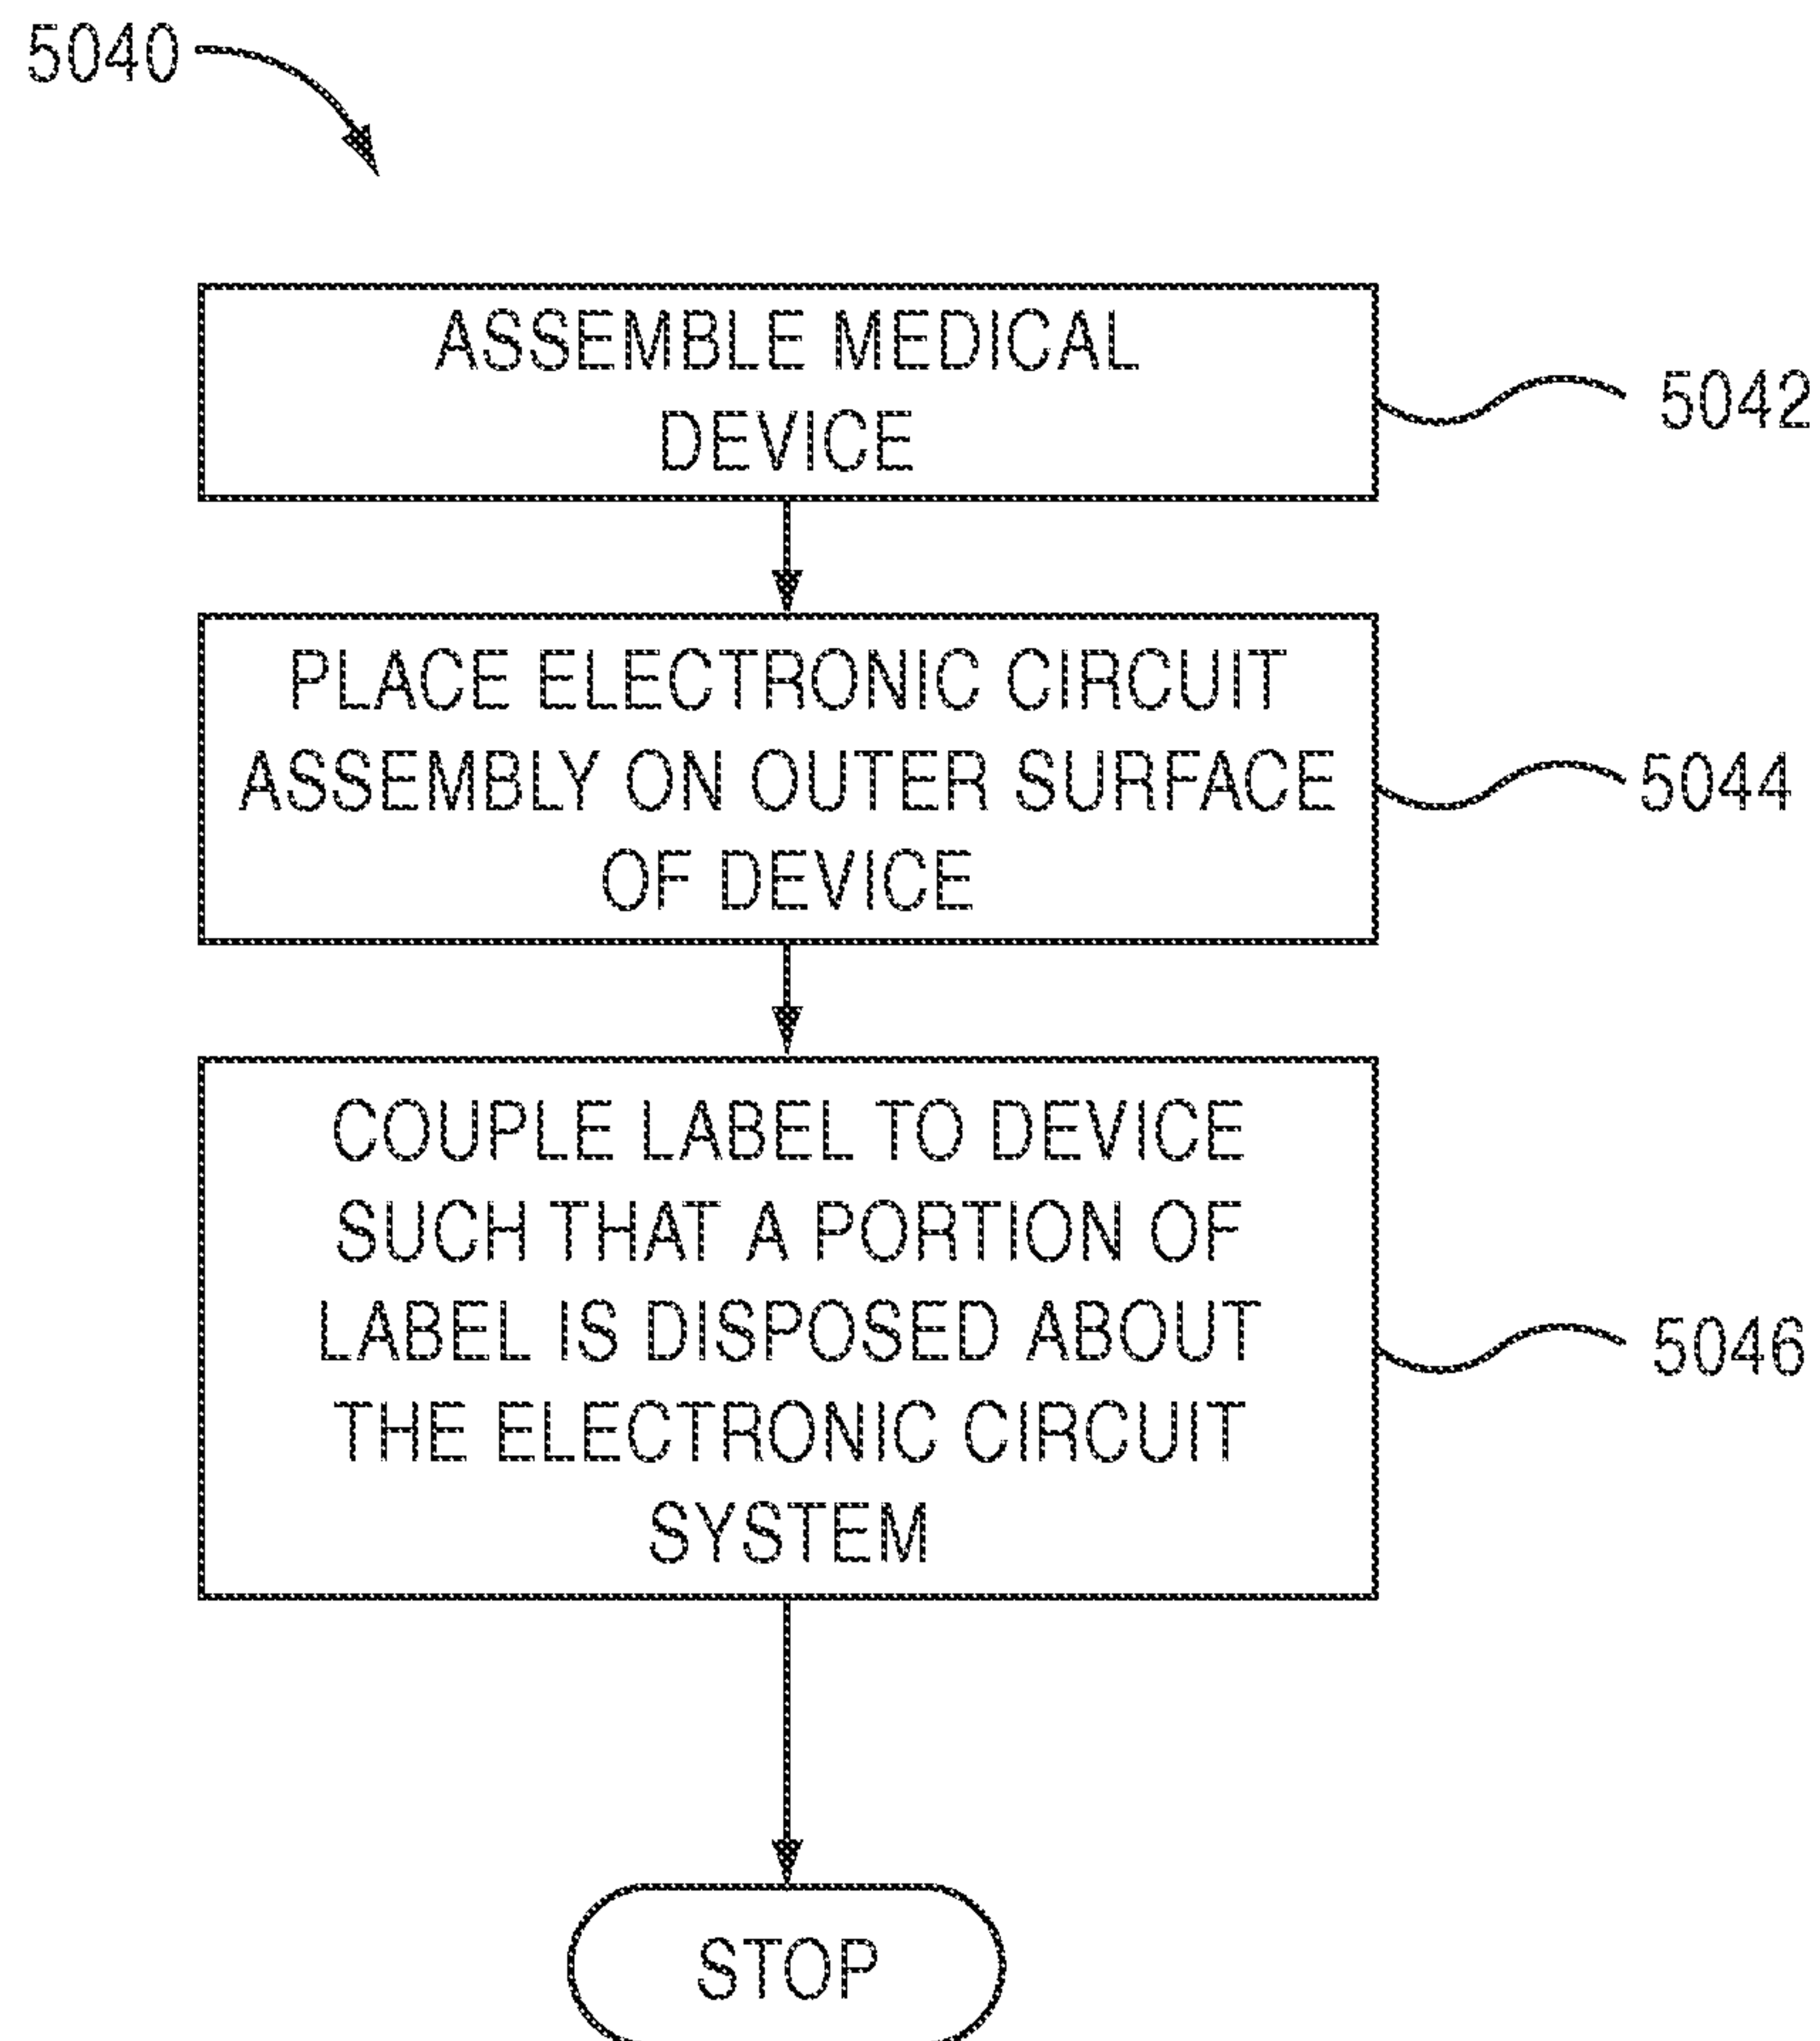 5040
ASSEMBLE MEDICAL
DEVICE
5042
PLACE ELECTRONIC CIRCUIT
ASSEMBLY ON OUTER SURFACE
OF DEVICE
5044
COUPLE LABEL TO DEVICE
SUCH THAT A PORTION OF
LABEL IS DISPOSED ABOUT
THE ELECTRONIC CIRCUIT
SYSTEM
5046
STOP